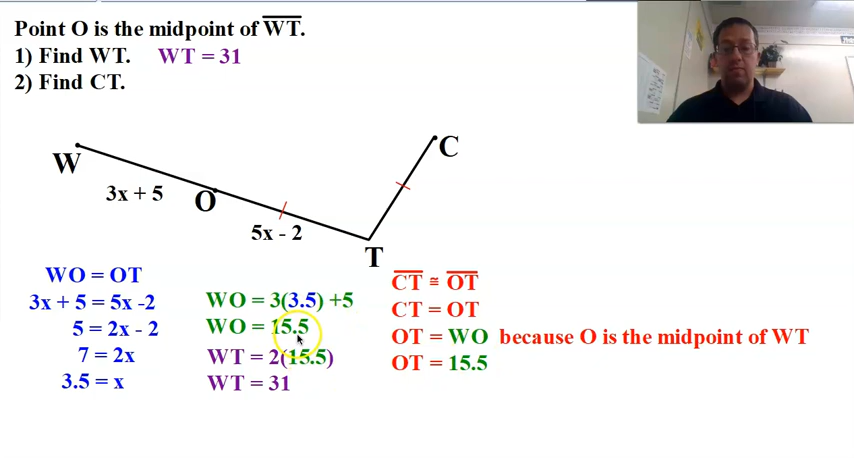 Point O is the midpoint of WT.
1) Find WT. WT = 31
2) Find CT.
W
C
3x + 5
O
5x - 2
T
WO = OT
3x + 5 = 5x -2
5 = 2x - 2
7 = 2x
3.5 = x
WO = 3(3.5) +5
WO = 15.5
WT = 2(15.5)
WT = 31
CT ≅ OT
CT = OT
OT = WO because O is the midpoint of WT
OT = 15.5